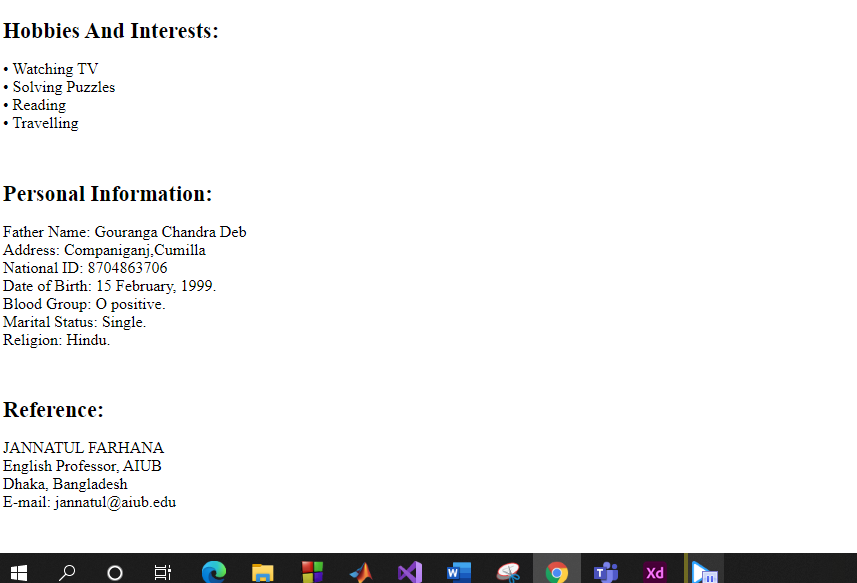 Hobbies And Interests:
• Watching TV
• Solving Puzzles
• Reading
• Travelling
Personal Information:
Father Name: Gouranga Chandra Deb
Address: Companiganj,Cumilla
National ID: 8704863706
Date of Birth: 15 February, 1999.
Blood Group: O positive.
Marital Status: Single.
Religion: Hindu.
Reference:
JANNATUL FARHANA
English Professor, AIUB
Dhaka, Bangladesh
E-mail: jannatul@aiub.edu
W T Xd